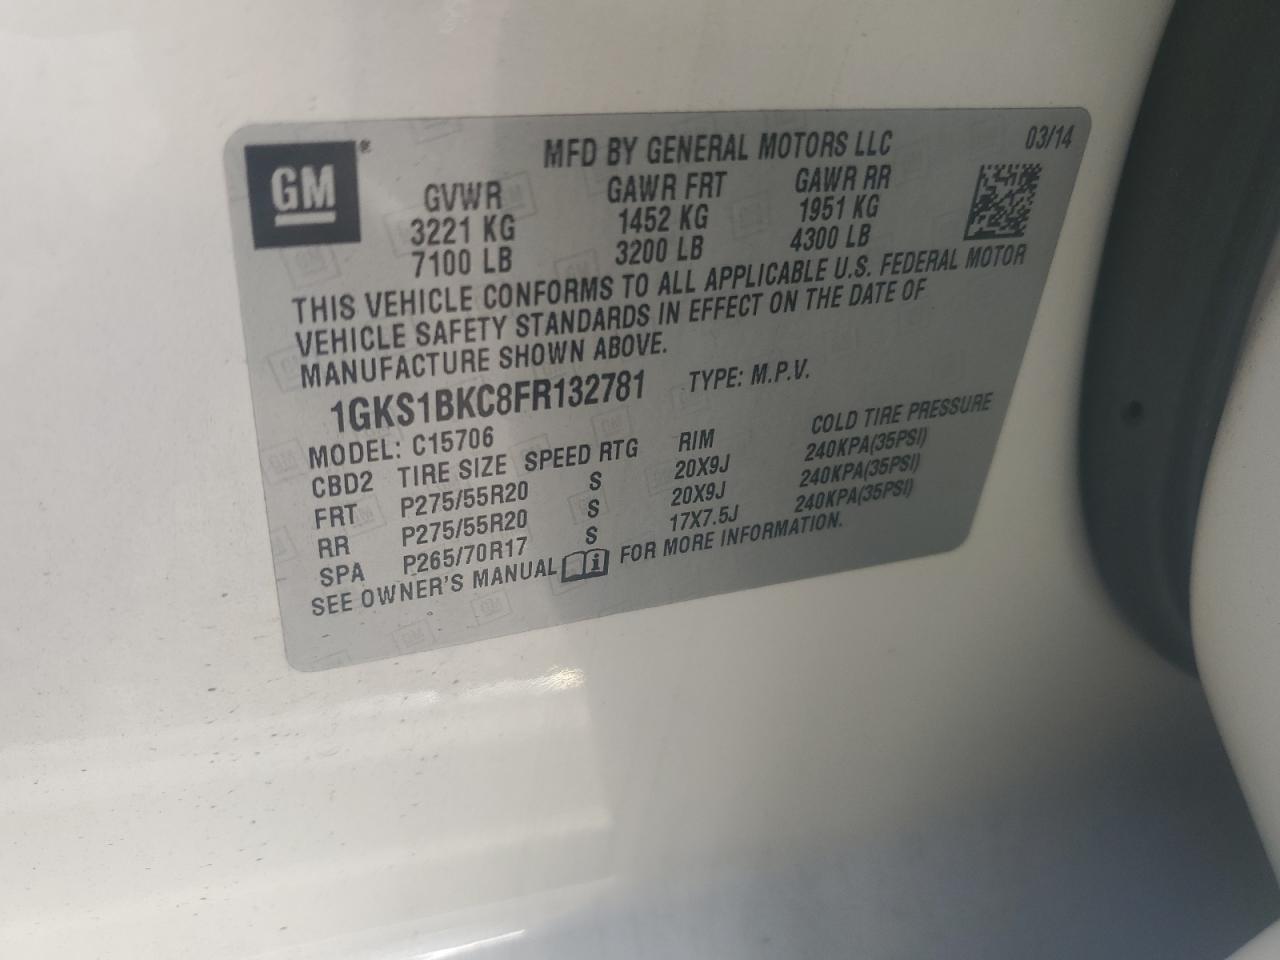 GM®
MFD BY GENERAL MOTORS LLC 03/14
GVWR GAWR FRT GAWR RR
3221 KG 1452 KG 1951 KG
7100 LB 3200 LB 4300 LB
THIS VEHICLE CONFORMS TO ALL APPLICABLE U.S. FEDERAL MOTOR
VEHICLE SAFETY STANDARDS IN EFFECT ON THE DATE OF
MANUFACTURE SHOWN ABOVE.
1GKS1BKC8FR132781 TYPE: M.P.V.
MODEL: C15706
CBD2 TIRE SIZE SPEED RTG RIM COLD TIRE PRESSURE
FRT P275/55R20 S 20X9J 240KPA(35PSI)
RR P275/55R20 S 20X9J 240KPA(35PSI)
SPA P265/70R17 S 17X7.5J 240KPA(35PSI)
SEE OWNER'S MANUAL i FOR MORE INFORMATION.